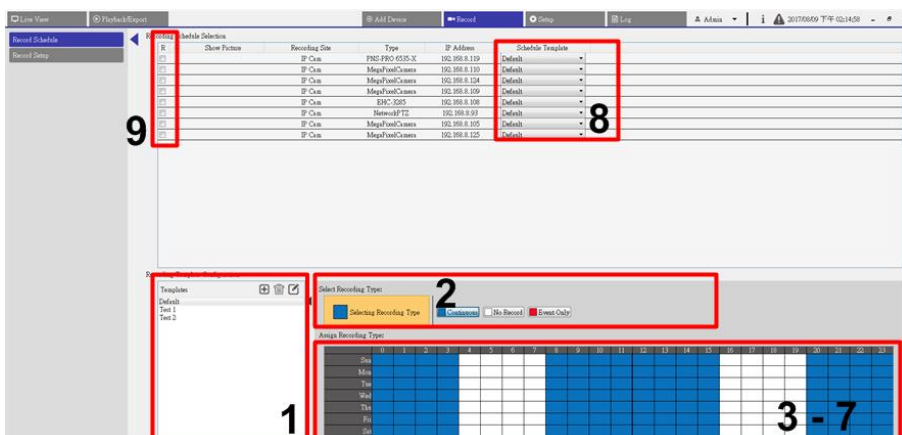 Live View Playback/Export Add Device Record Setup Log Admin i 2017/08/09 下午 02:14:58
Record Schedule
Record Setup
Recording Schedule Selection
R Show Picture Recording Site Type IP Address Schedule Template
IP Cam PNS-PRO 6535-X 192.168.8.119 Default
IP Cam MegaPixelCamera 192.168.8.110 Default
IP Cam MegaPixelCamera 192.168.8.124 Default
IP Cam MegaPixelCamera 192.168.8.109 Default
IP Cam EHC-3285 192.168.8.108 Default
IP Cam NetworkPTZ 192.168.8.93 Default
IP Cam MegaPixelCamera 192.168.8.105 Default
IP Cam MegaPixelCamera 192.168.8.125 Default
9
8
Recording Template Configuration
Templates
Default
Test 1
Test 2
1
Select Recording Type:
2
Selecting Recording Type Continuous No Record Event Only
Assign Recording Type:
0 1 2 3 4 5 6 7 8 9 10 11 12 13 14 15 16 17 18 19 20 21 22 23
Sun
Mon
Tue
Wed
Thu
Fri
Sat
3 - 7